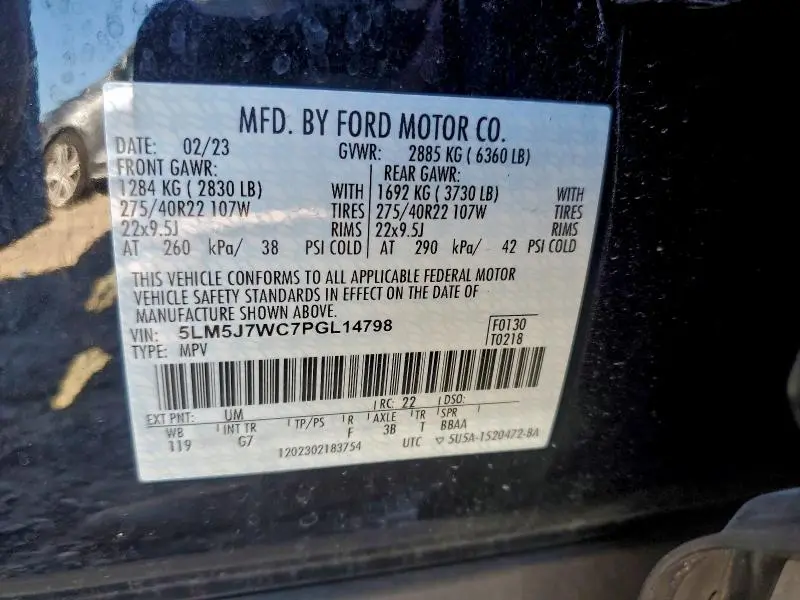 MFD. BY FORD MOTOR CO.
DATE: 02/23 GVWR: 2885 KG ( 6360 LB)
FRONT GAWR: REAR GAWR:
1284 KG ( 2830 LB) WITH 1692 KG ( 3730 LB) WITH
275/40R22 107W TIRES 275/40R22 107W TIRES
22x9.5J RIMS 22x9.5J RIMS
AT 260 kPa/ 38 PSI COLD AT 290 kPa/ 42 PSI COLD
THIS VEHICLE CONFORMS TO ALL APPLICABLE FEDERAL MOTOR
VEHICLE SAFETY STANDARDS IN EFFECT ON THE DATE OF
MANUFACTURE SHOWN ABOVE.
VIN: 5LM5J7WC7PGL14798 F0130
TYPE: MPV T0218
EXT PNT: UM RC: 22 DSO:
WB INT TR TP/PS R AXLE TR SPR
119 G7 F 3B T BBAA
1202302183754 UTC ▽ 5U5A-1520472-BA